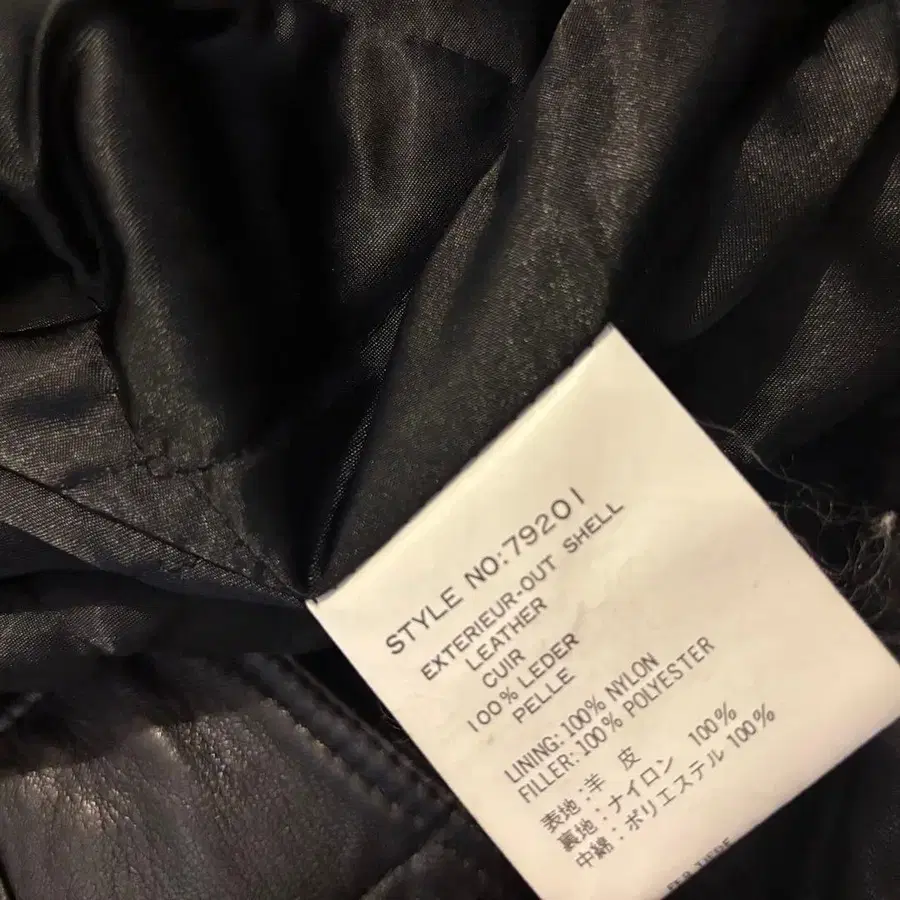 STYLE NO:79201
EXTERIEUR-OUT SHELL
LEATHER
CUIR
100% LEDER
PELLE
LINING: 100% NYLON
FILLER: 100% POLYESTER
表地:羊 皮 100%
裏地:ナイロン 100%
中綿:ポリエステル 100%